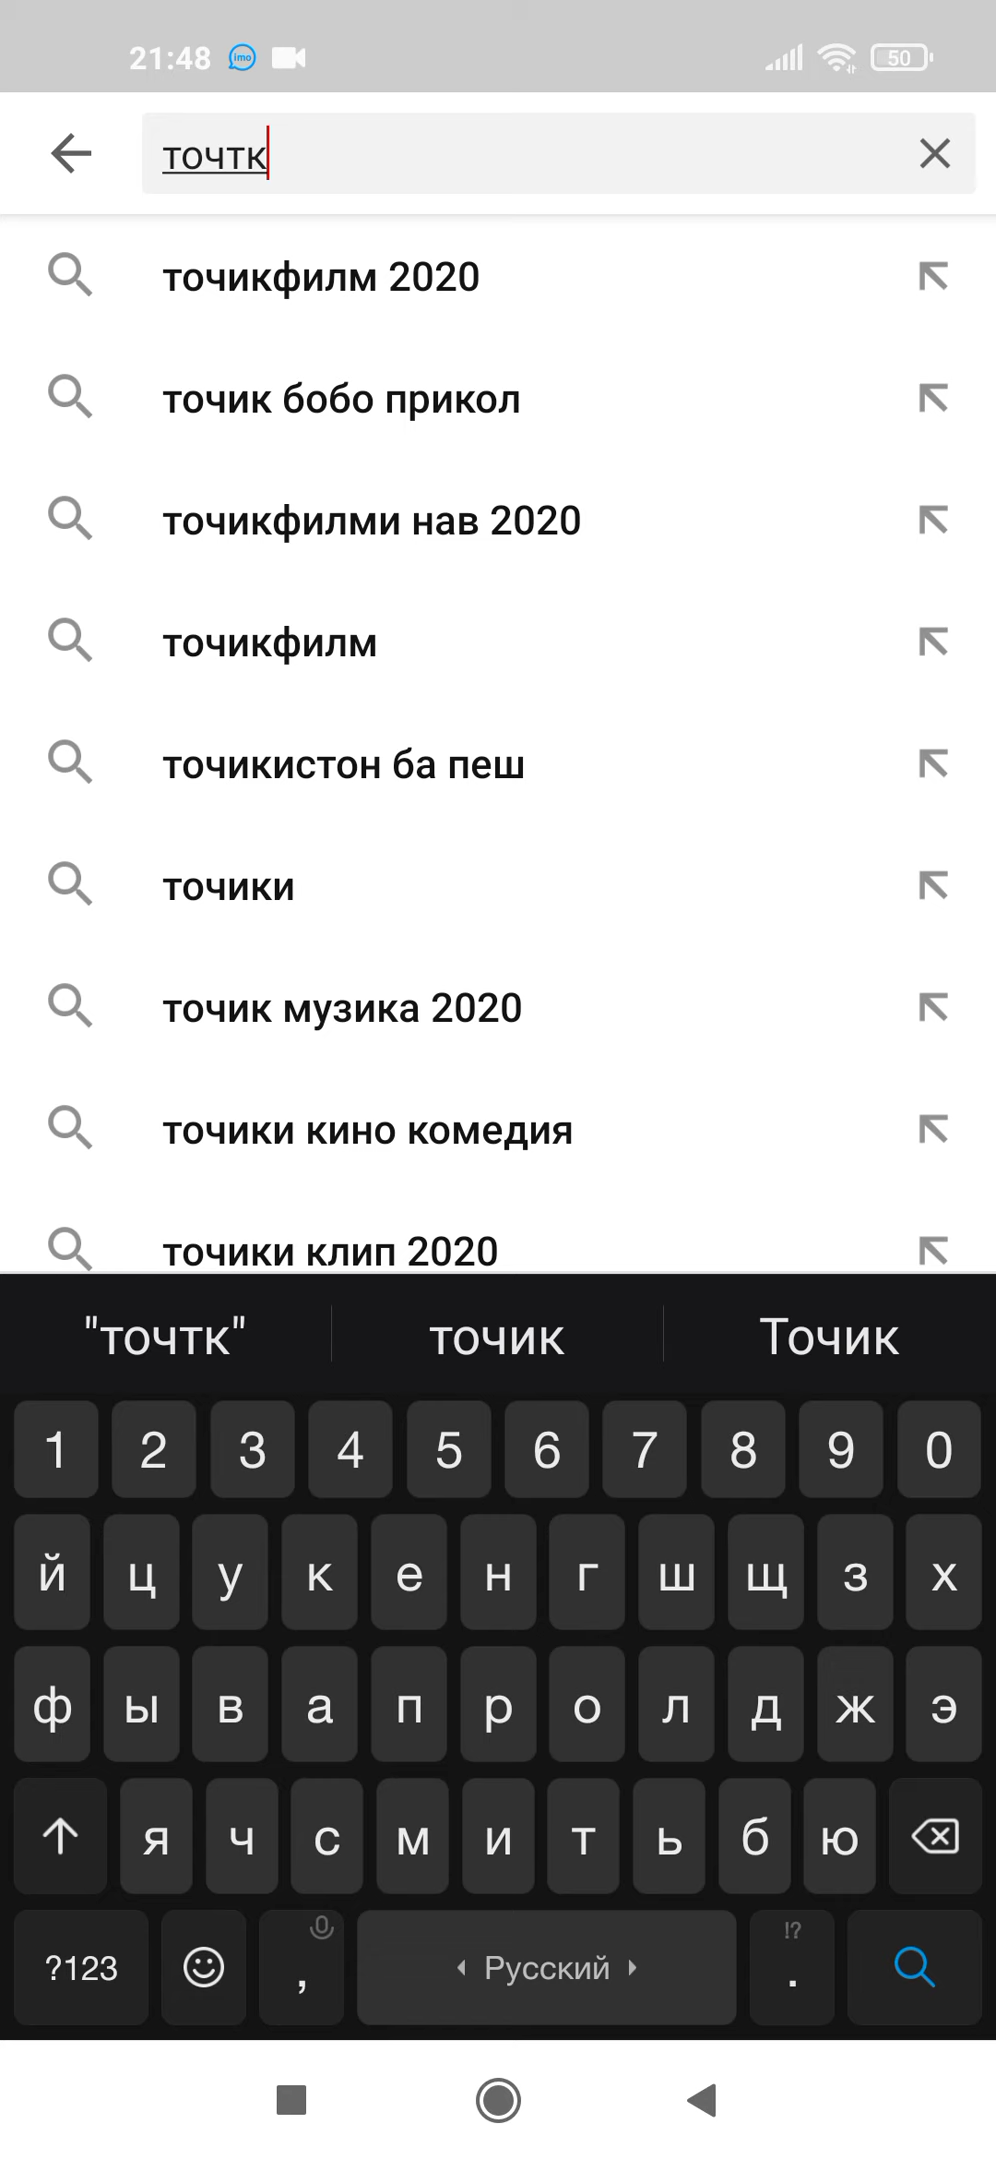 21:48 imo 50
точтк
точикфилм 2020
точик бобо прикол
точикфилми нав 2020
точикфилм
точикистон ба пеш
точики
точик музика 2020
точики кино комедия
точики клип 2020
"точтк" точик Точик
1 2 3 4 5 6 7 8 9 0
й ц у к е н г ш щ з х
ф ы в а п р о л д ж э
я ч с м и т ь б ю
!?
?123 , Русский .